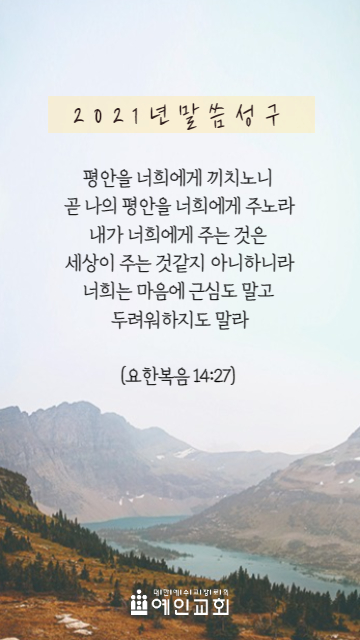 2021년말씀성구
평안을 너희에게 끼치노니
곧 나의 평안을 너희에게 주노라
내가 너희에게 주는 것은
세상이 주는 것같지 아니하니라
너희는 마음에 근심도 말고
두려워하지도 말라
(요한복음 14:27)
예인교회